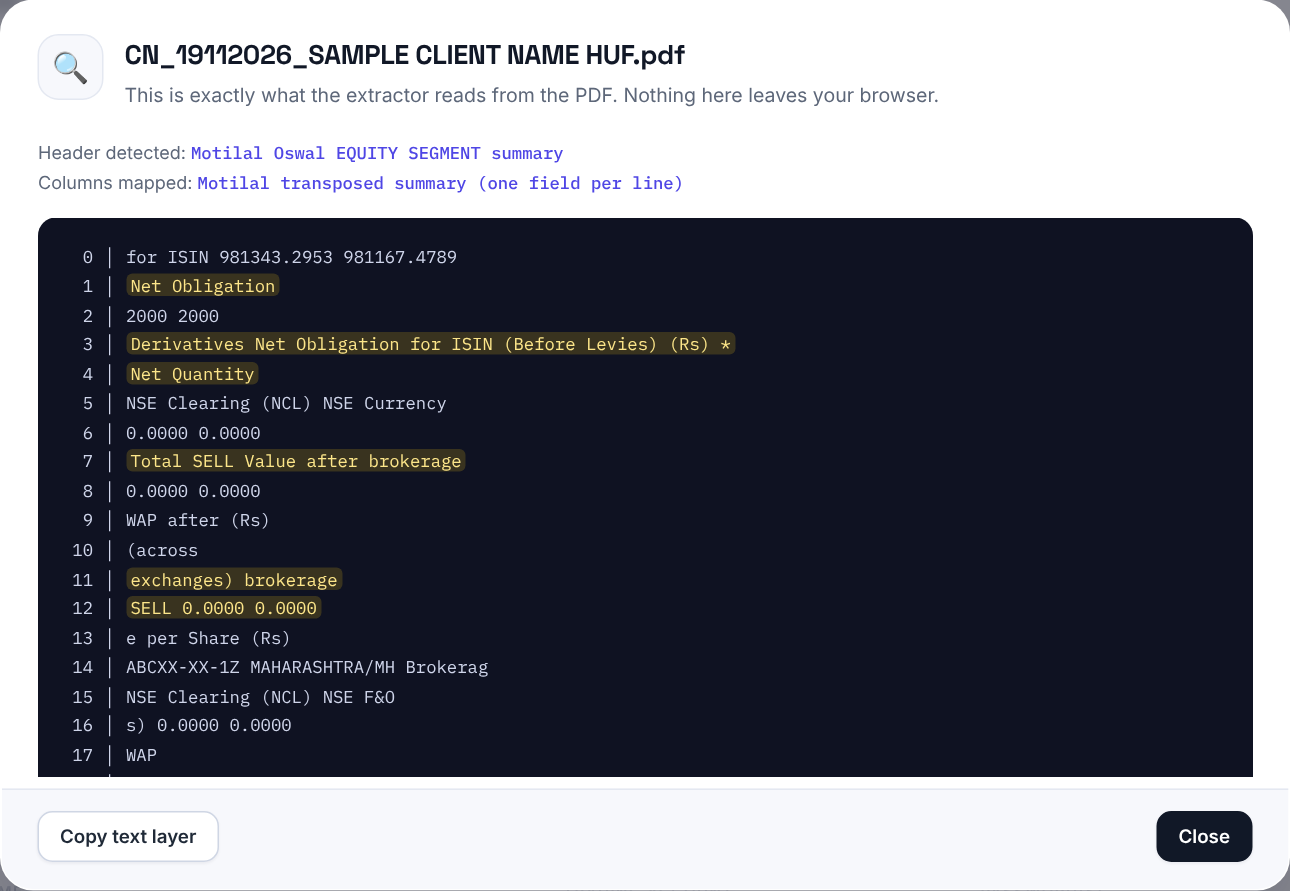 CN_19112026_SAMPLE CLIENT NAME HUF.pdf
This is exactly what the extractor reads from the PDF. Nothing here leaves your browser.
Header detected: Motilal Oswal EQUITY SEGMENT summary
Columns mapped: Motilal transposed summary (one field per line)
0 | for ISIN 981343.2953 981167.4789
1 | Net Obligation
2 | 2000 2000
3 | Derivatives Net Obligation for ISIN (Before Levies) (Rs) *
4 | Net Quantity
5 | NSE Clearing (NCL) NSE Currency
6 | 0.0000 0.0000
7 | Total SELL Value after brokerage
8 | 0.0000 0.0000
9 | WAP after (Rs)
10 | (across
11 | exchanges) brokerage
12 | SELL 0.0000 0.0000
13 | e per Share (Rs)
14 | ABCXX-XX-1Z MAHARASHTRA/MH Brokerag
15 | NSE Clearing (NCL) NSE F&O
16 | s) 0.0000 0.0000
17 | WAP
Copy text layer
Close